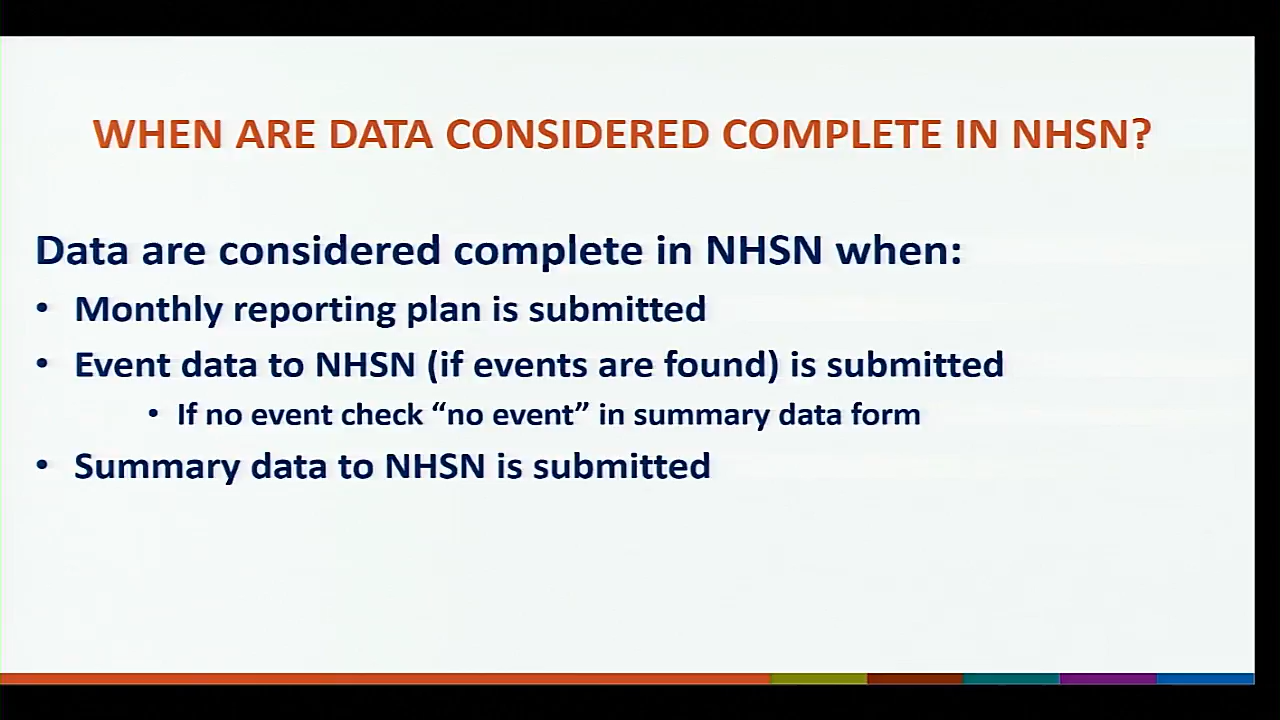 WHEN ARE DATA CONSIDERED COMPLETE IN NHSN?
Data are considered complete in NHSN when:
• Monthly reporting plan is submitted
• Event data to NHSN (if events are found) is submitted
• If no event check “no event” in summary data form
• Summary data to NHSN is submitted